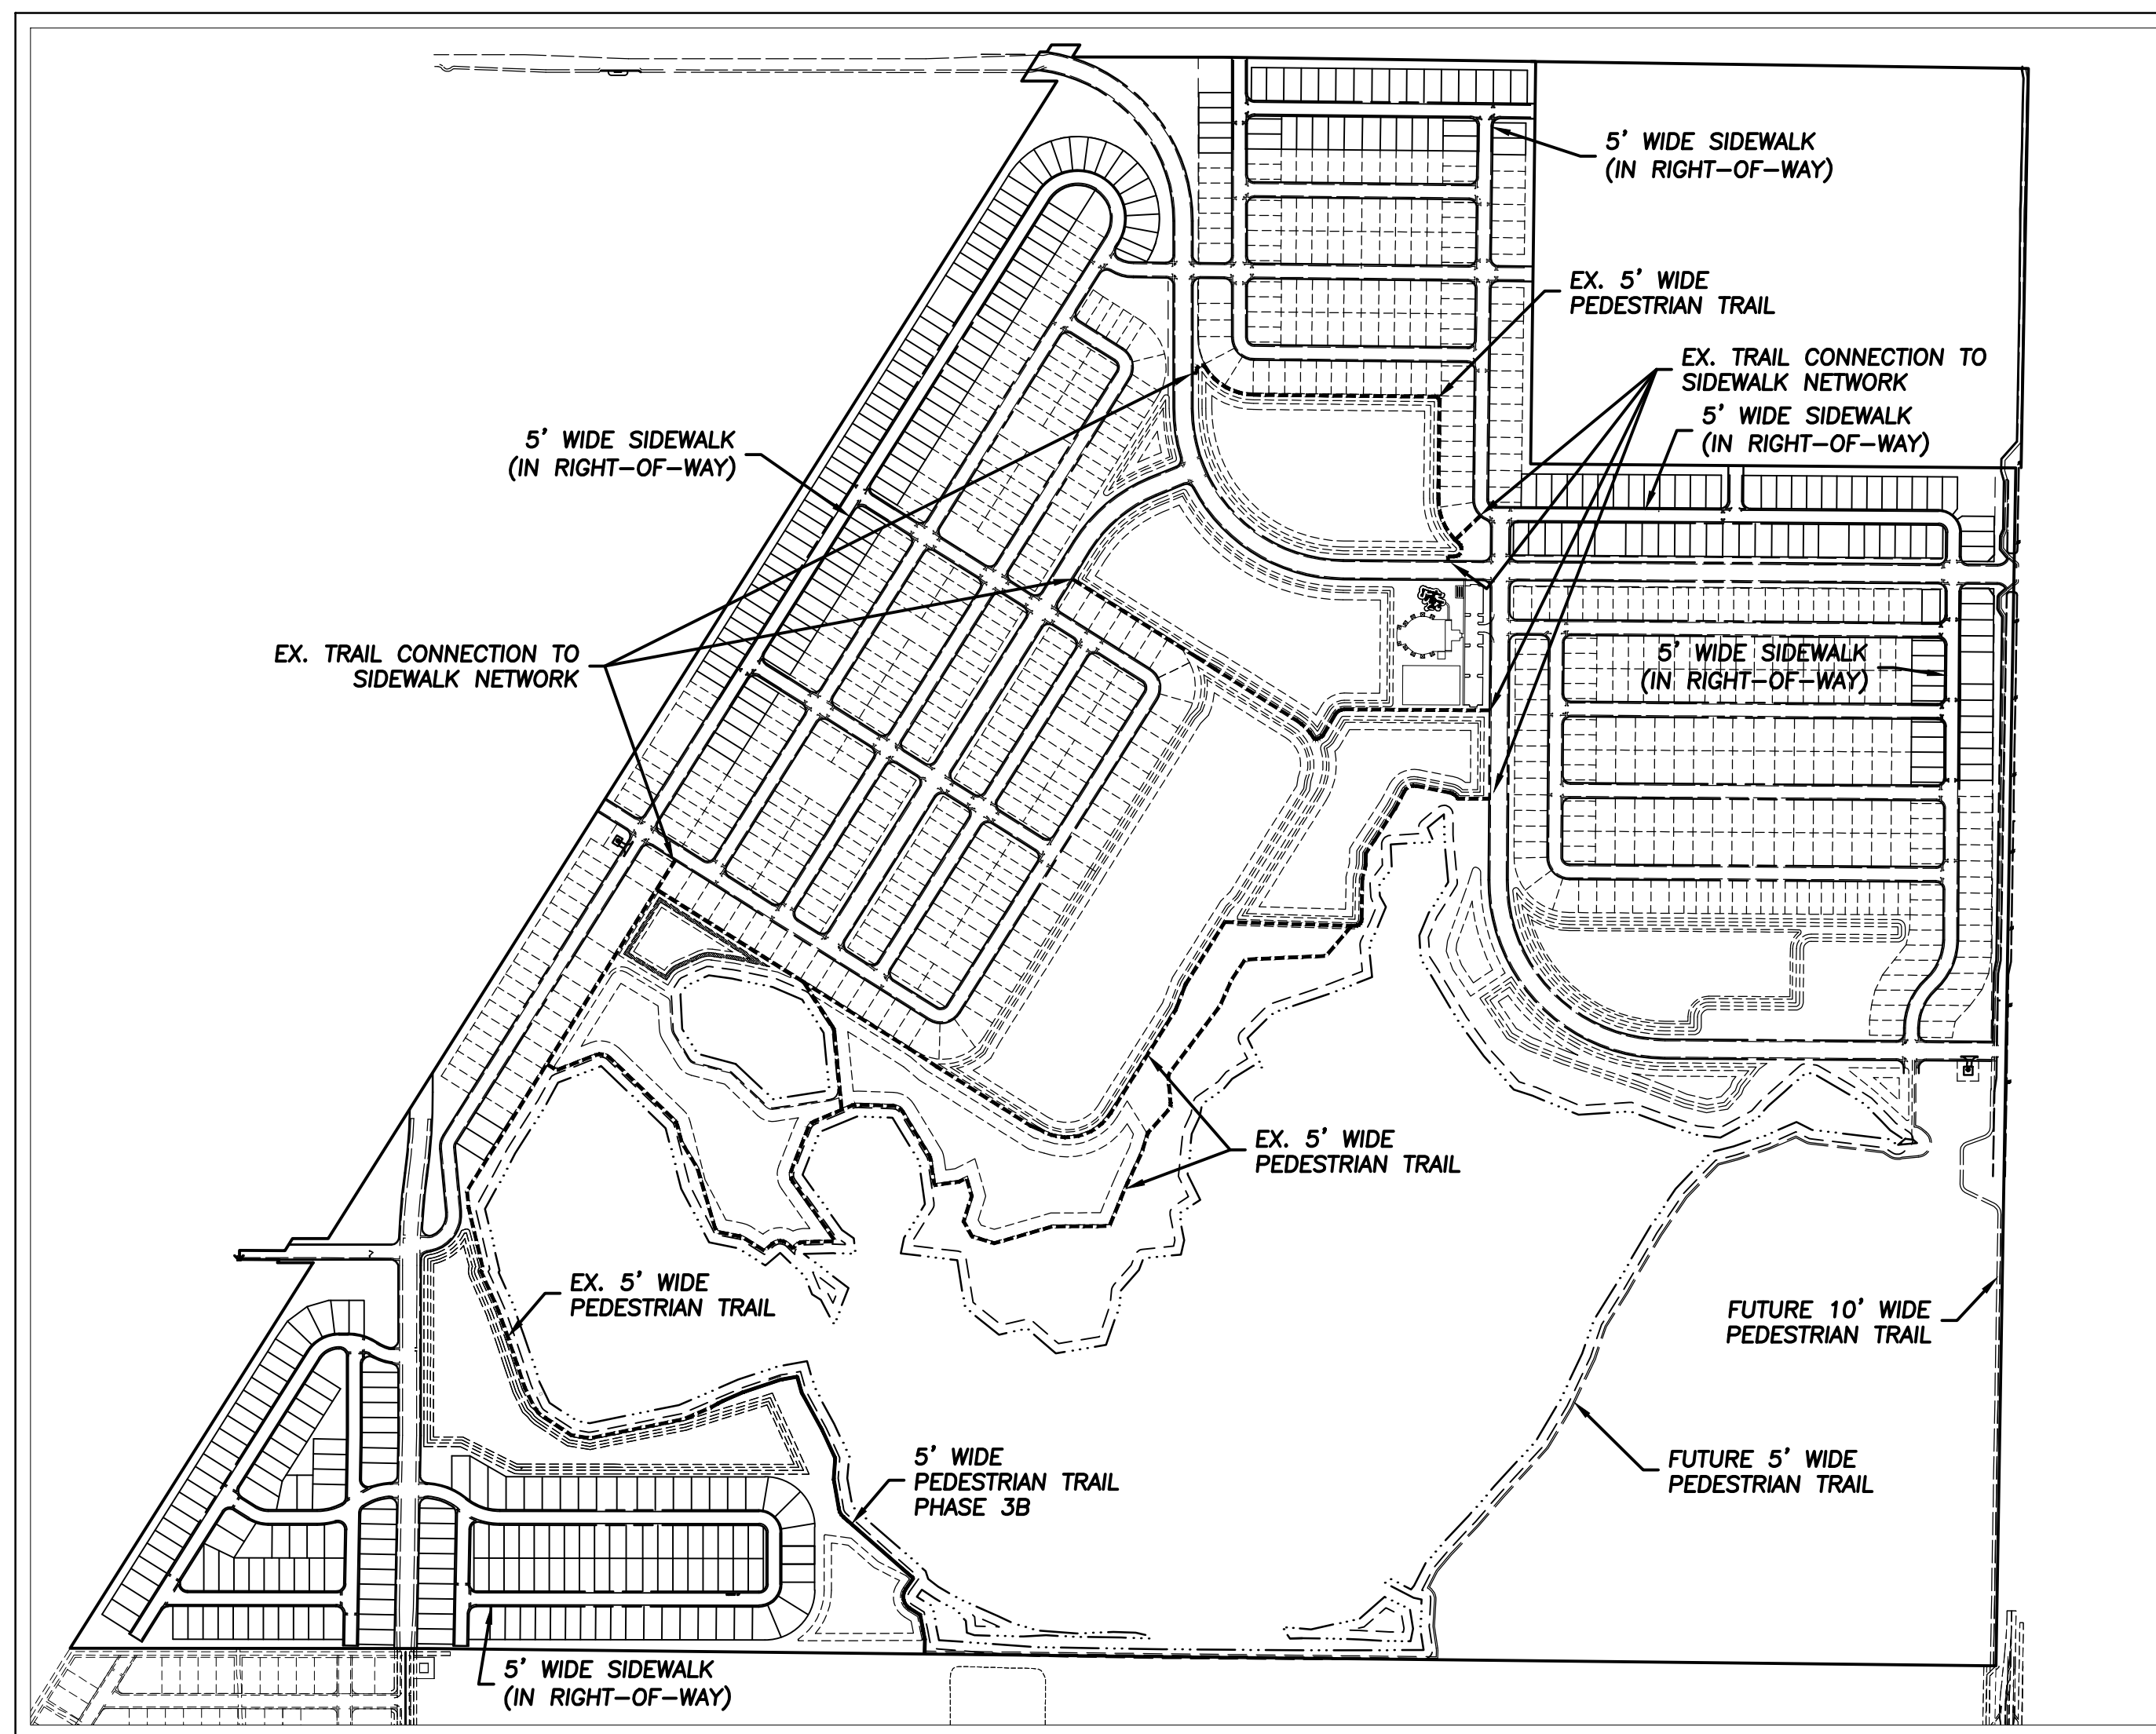 5' WIDE SIDEWALK
(IN RIGHT-OF-WAY)
EX. 5' WIDE
PEDESTRIAN TRAIL
EX. TRAIL CONNECTION TO
SIDEWALK NETWORK
5' WIDE SIDEWALK
(IN RIGHT-OF-WAY)
5' WIDE SIDEWALK
(IN RIGHT-OF-WAY)
EX. TRAIL CONNECTION TO
SIDEWALK NETWORK
5' WIDE SIDEWALK
(IN RIGHT-OF-WAY)
EX. 5' WIDE
PEDESTRIAN TRAIL
EX. 5' WIDE
PEDESTRIAN TRAIL
FUTURE 10' WIDE
PEDESTRIAN TRAIL
5' WIDE
PEDESTRIAN TRAIL
PHASE 3B
FUTURE 5' WIDE
PEDESTRIAN TRAIL
5' WIDE SIDEWALK
(IN RIGHT-OF-WAY)